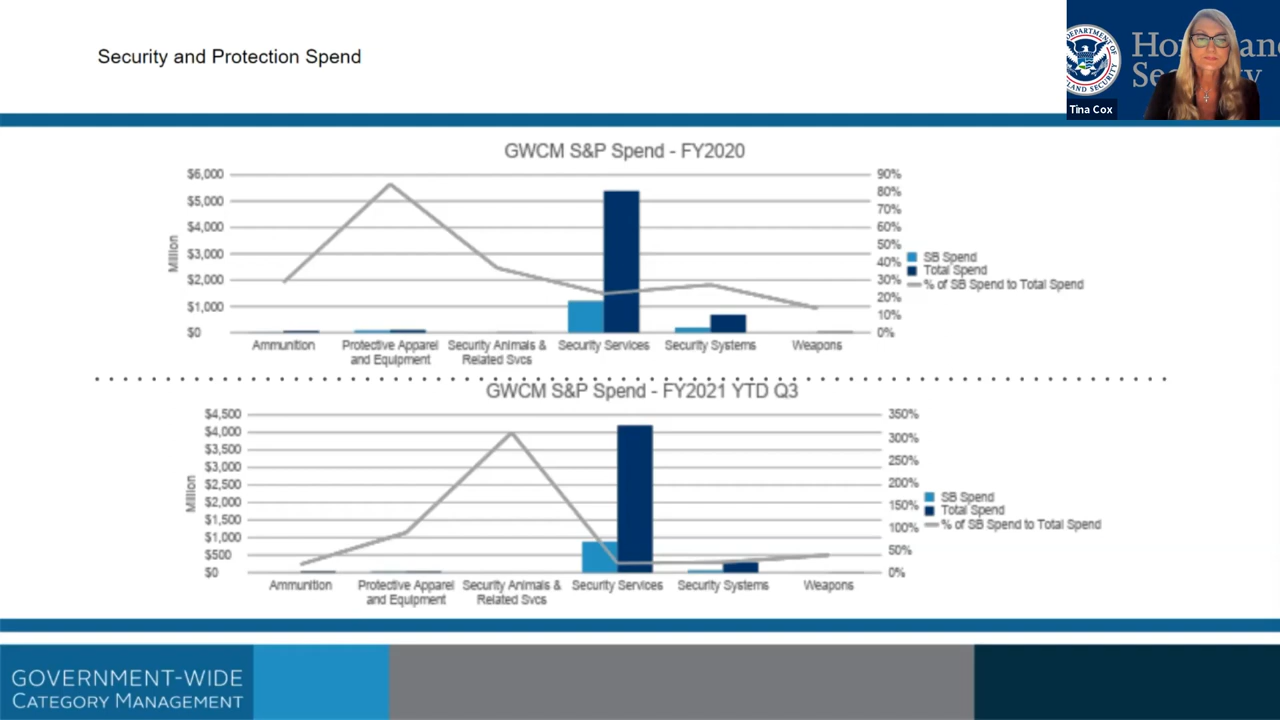 Security and Protection Spend
DEPARTMENT OF
LAND SECURITY
Tina Cox
GWCM S&P Spend - FY2020
$6,000
$5,000
$4,000
$3,000
$2,000
$1,000
$0
Million
90%
80%
70%
60%
50%
40%
30%
20%
10%
0%
SB Spend
Total Spend
% of SB Spend to Total Spend
Ammunition
Protective Apparel
and Equipment
Security Animals &
Related Svcs
Security Services
Security Systems
Weapons
GWCM S&P Spend - FY2021 YTD Q3
$4,500
$4,000
$3,500
$3,000
$2,500
$2,000
$1,500
$1,000
$500
$0
Million
350%
300%
250%
200%
150%
100%
50%
0%
SB Spend
Total Spend
% of SB Spend to Total Spend
Ammunition
Protective Apparel
and Equipment
Security Animals &
Related Svcs
Security Services
Security Systems
Weapons
GOVERNMENT-WIDE
CATEGORY MANAGEMENT